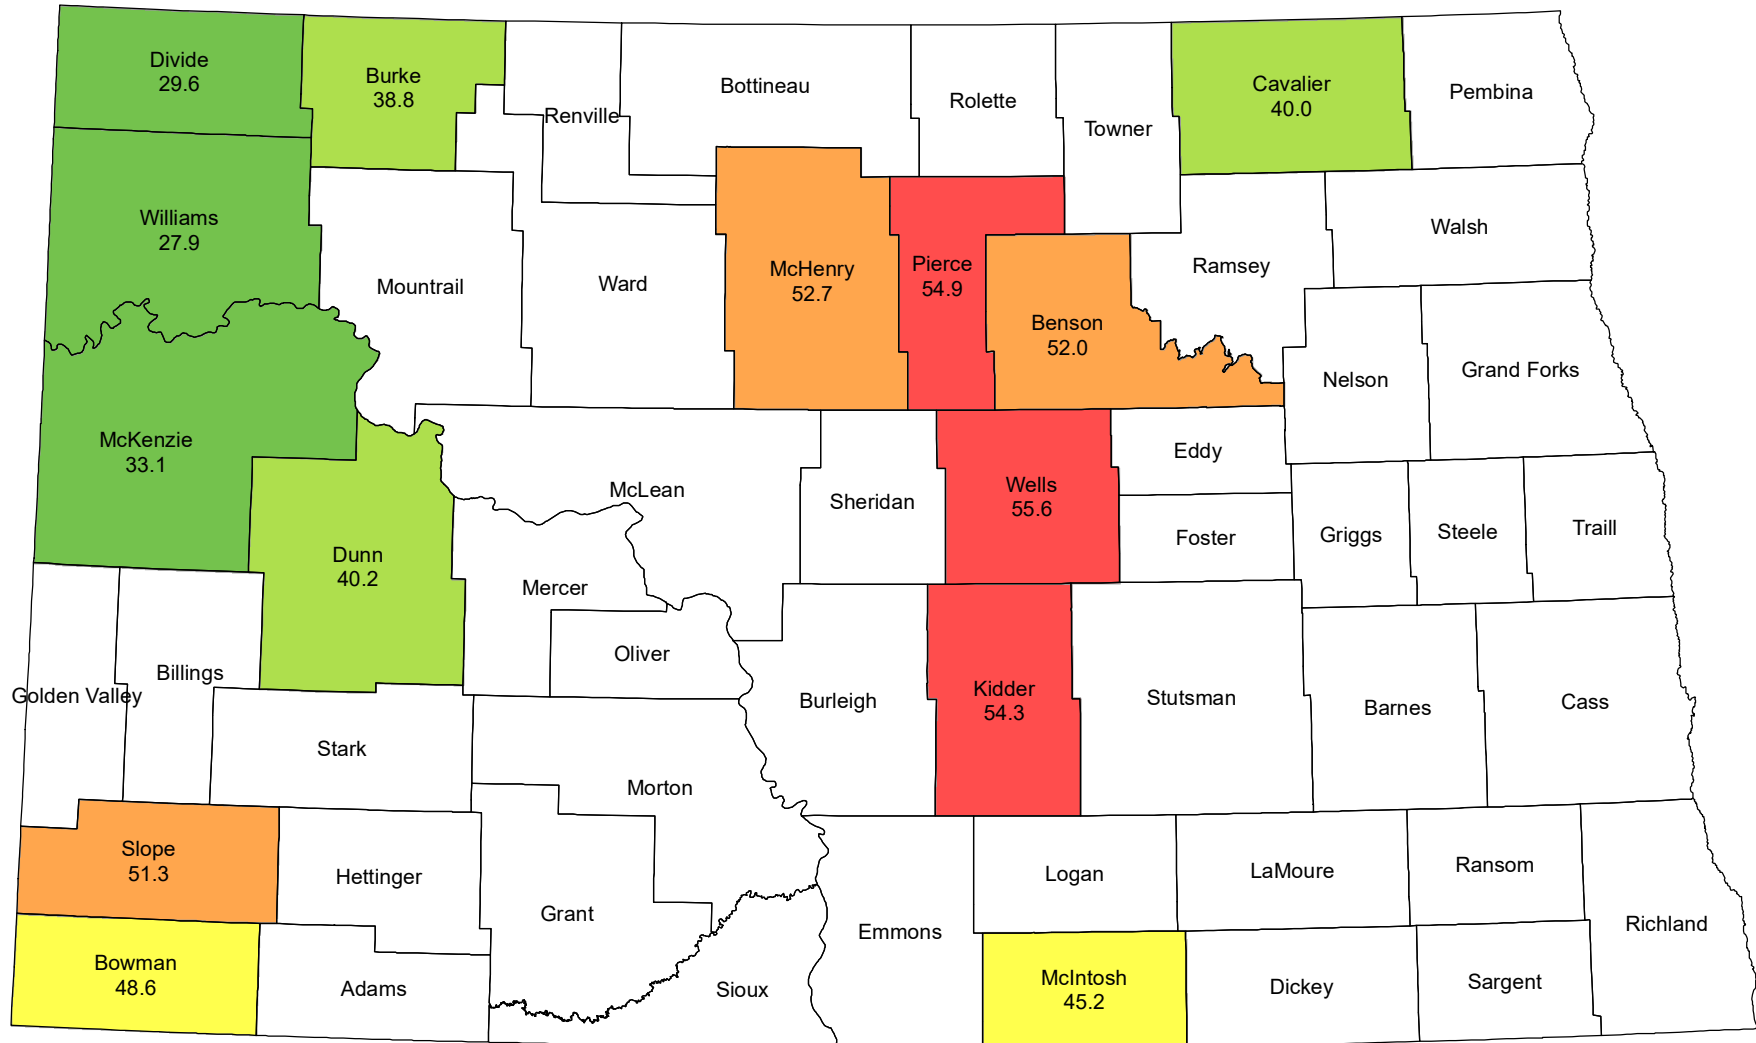 Divide
29.6
Burke
38.8
Renville
Bottineau
Rolette
Towner
Cavalier
40.0
Pembina
Williams
27.9
Mountrail
Ward
McHenry
52.7
Pierce
54.9
Benson
52.0
Ramsey
Walsh
Nelson
Grand Forks
McKenzie
33.1
Dunn
40.2
McLean
Sheridan
Wells
55.6
Eddy
Foster
Griggs
Steele
Traill
Mercer
Oliver
Golden Valley
Billings
Stark
Morton
Burleigh
Kidder
54.3
Stutsman
Barnes
Cass
Slope
51.3
Hettinger
Grant
Bowman
48.6
Adams
Sioux
Emmons
Logan
LaMoure
Ransom
Richland
McIntosh
45.2
Dickey
Sargent